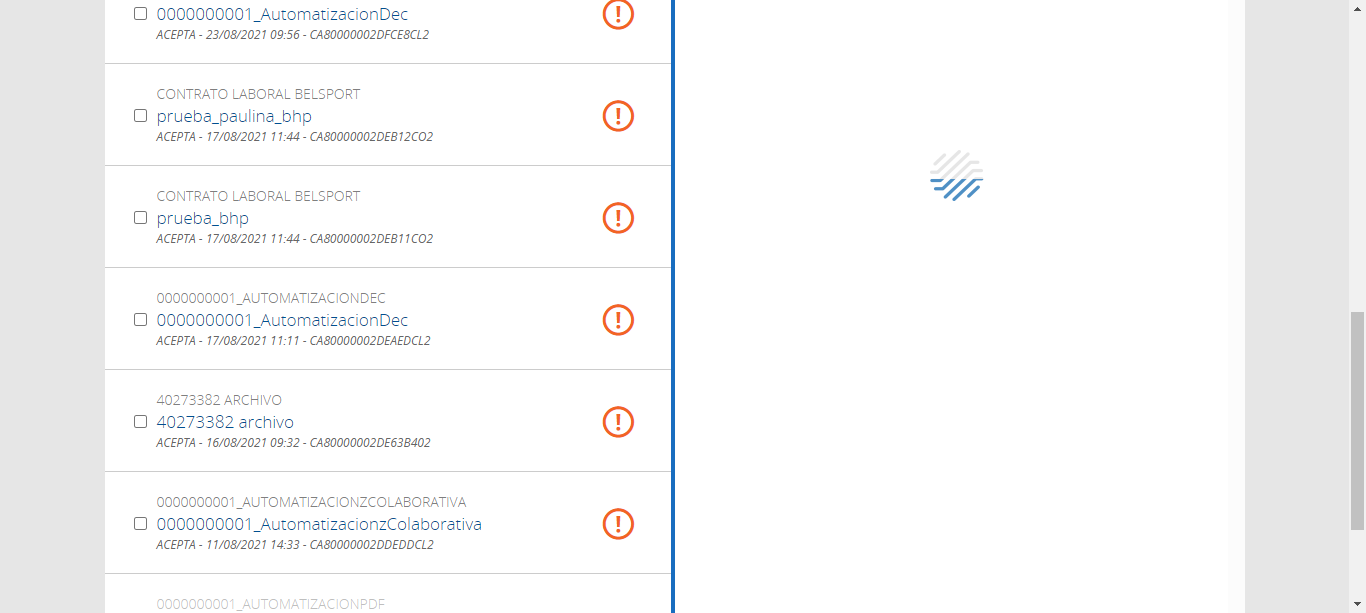 0000000001_AutomatizacionDec
ACEPTA - 23/08/2021 09:56 - CA80000002DFCE8CL2
CONTRATO LABORAL BELSPORT
prueba_paulina_bhp
ACEPTA - 17/08/2021 11:44 - CA80000002DEB12CO2
CONTRATO LABORAL BELSPORT
prueba_bhp
ACEPTA - 17/08/2021 11:44 - CA80000002DEB11CO2
0000000001_AUTOMATIZACIONDEC
0000000001_AutomatizacionDec
ACEPTA - 17/08/2021 11:11 - CA80000002DEAEDCL2
40273382 ARCHIVO
40273382 archivo
ACEPTA - 16/08/2021 09:32 - CA80000002DE63B402
0000000001_AUTOMATIZACIONZCOLABORATIVA
0000000001_AutomatizacionzColaborativa
ACEPTA - 11/08/2021 14:33 - CA80000002DDEDDCL2
0000000001_AUTOMATIZACIONPDF